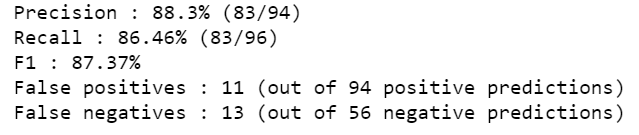 Precision : 88.3% (83/94)
Recall : 86.46% (83/96)
F1 : 87.37%
False positives : 11 (out of 94 positive predictions)
False negatives : 13 (out of 56 negative predictions)